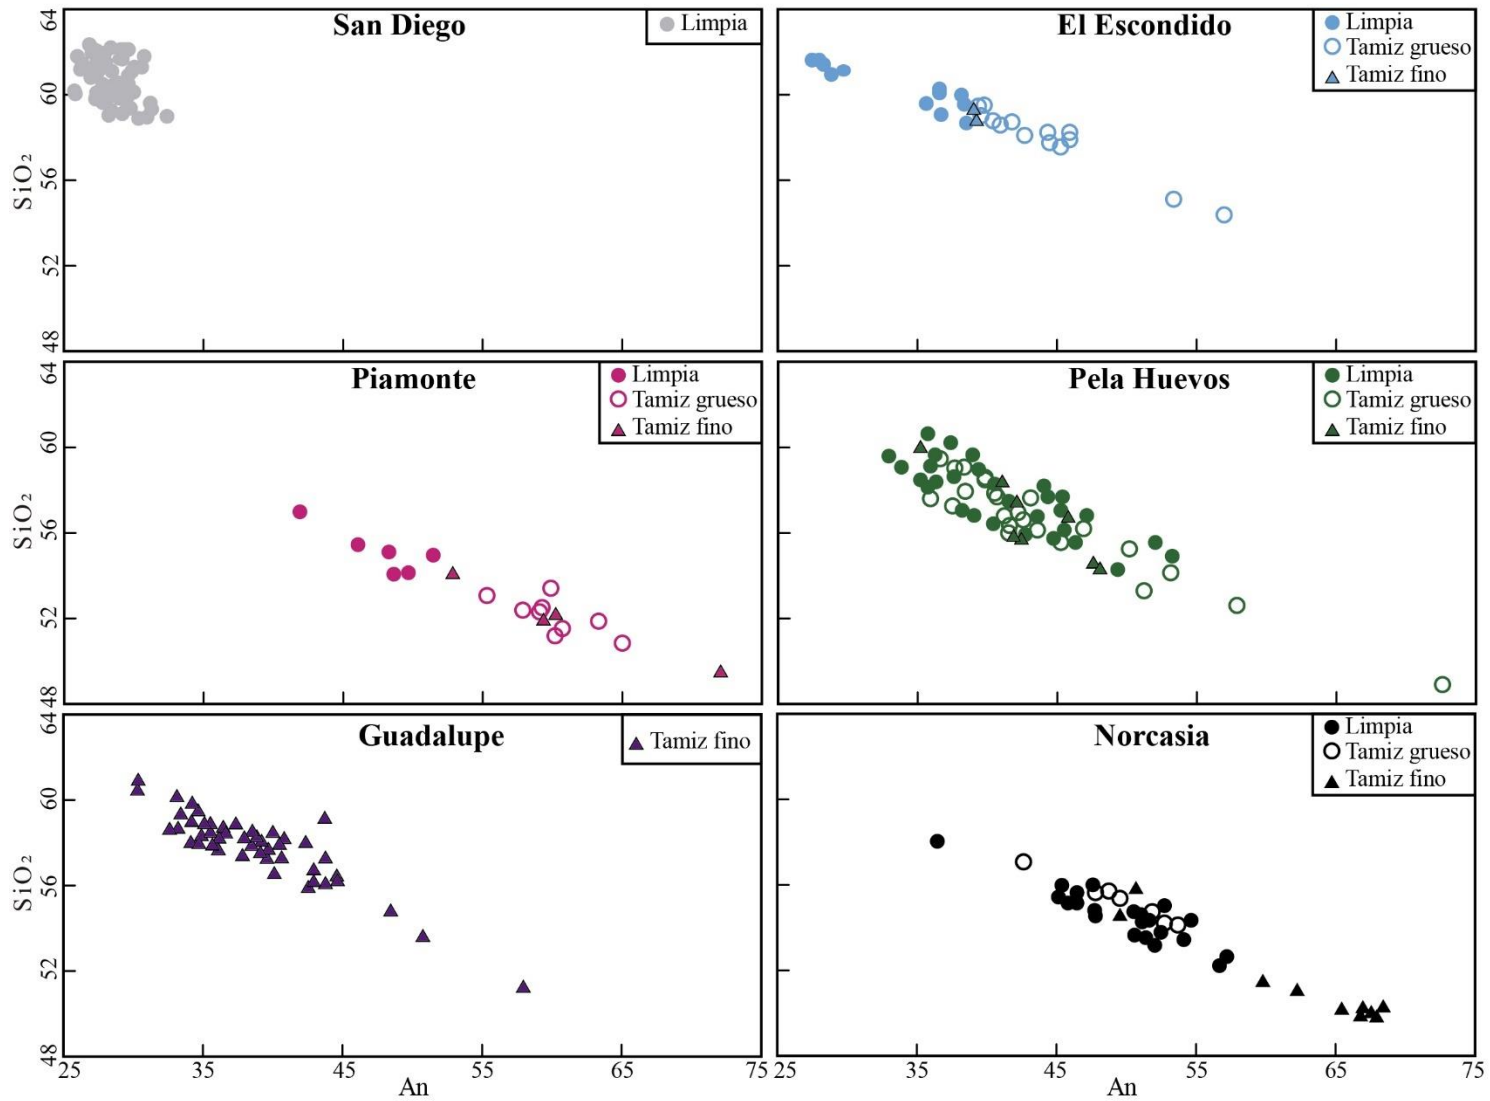 San Diego
Limpia
64
60
56
52
48
SiO₂
El Escondido
Limpia
Tamiz grueso
Tamiz fino
Piamonte
Limpia
Tamiz grueso
Tamiz fino
64
60
56
52
48
SiO₂
Pela Huevos
Limpia
Tamiz grueso
Tamiz fino
Guadalupe
Tamiz fino
64
60
56
52
48
SiO₂
25 35 45 55 65 75
An
Norcasia
Limpia
Tamiz grueso
Tamiz fino
25 35 45 55 65 75
An